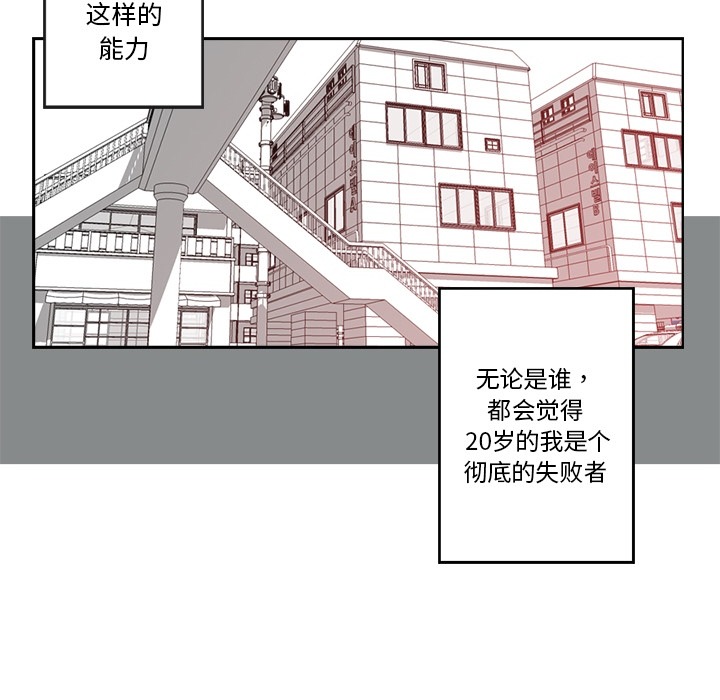 这样的
能力
无论是谁，
都会觉得
20岁的我是个
彻底的失败者